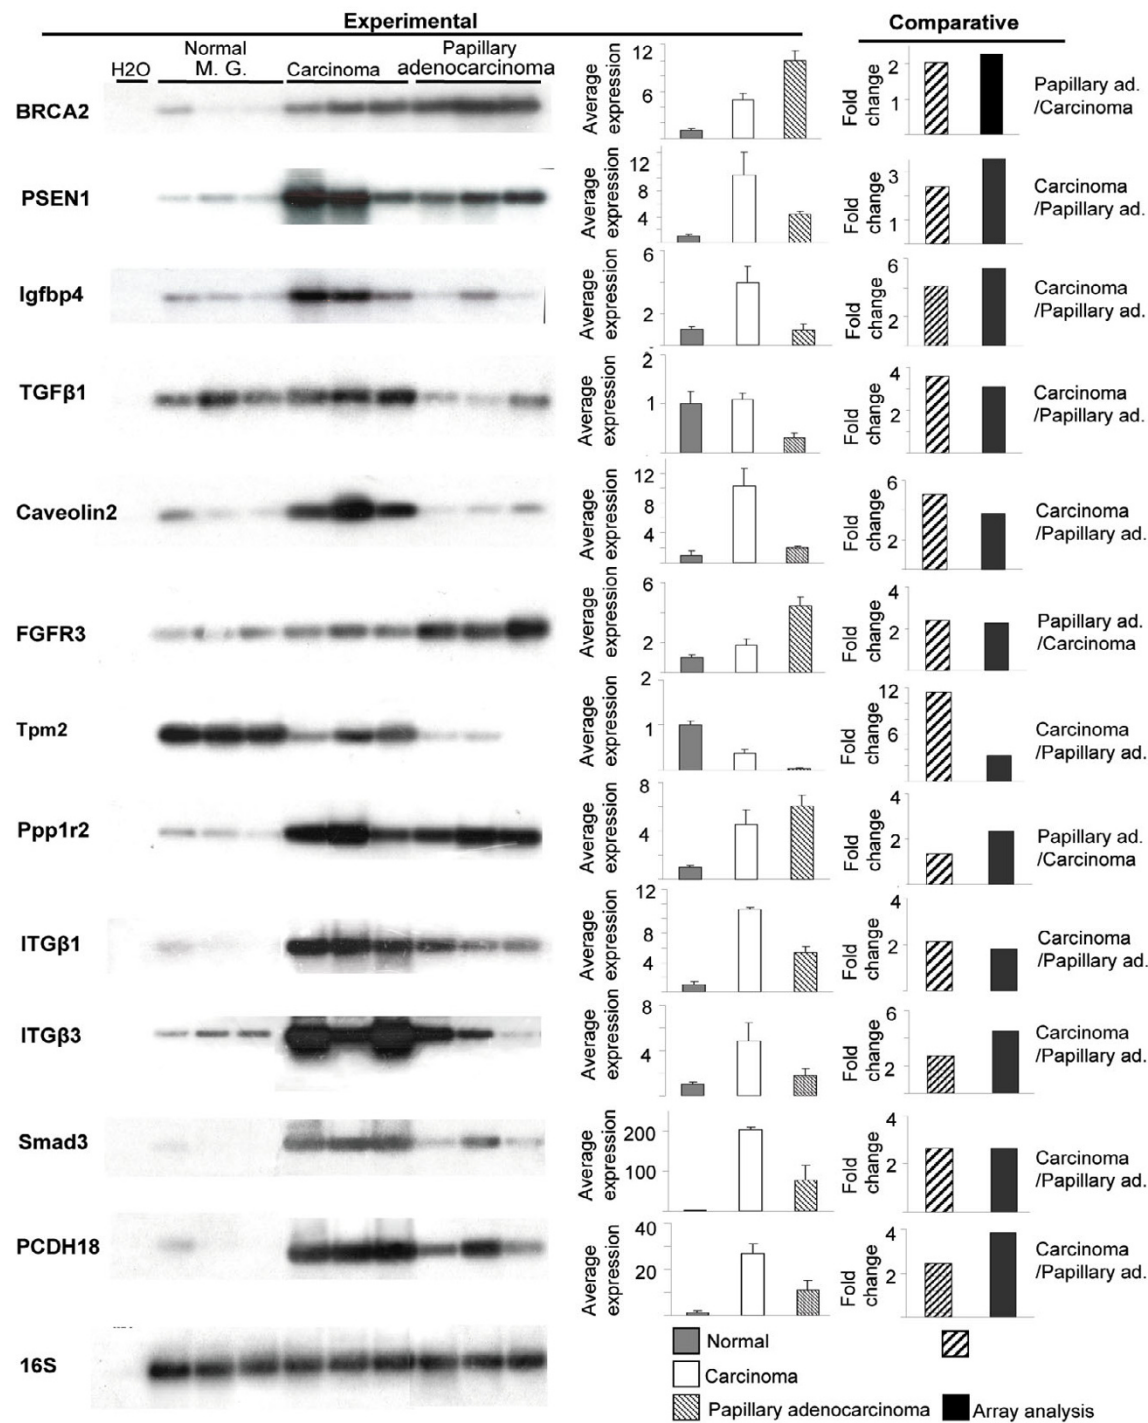 Experimental
Comparative
H2O
Normal
M. G.
Carcinoma
Papillary
adenocarcinoma
BRCA2
Average
expression
12
6
Fold
change
2
1
Papillary ad.
/Carcinoma
PSEN1
Average
expression
12
8
4
Fold
change
3
1
Carcinoma
/Papillary ad.
Igfbp4
Average
expression
6
2
Fold
change
6
2
Carcinoma
/Papillary ad.
TGFβ1
Average
expression
2
1
Fold
change
4
2
Carcinoma
/Papillary ad.
Caveolin2
Average
expression
12
8
4
Fold
change
6
2
Carcinoma
/Papillary ad.
FGFR3
Average
expression
6
2
Fold
change
4
2
Papillary ad.
/Carcinoma
Tpm2
Average
expression
2
1
Fold
change
12
6
Carcinoma
/Papillary ad.
Ppp1r2
Average
expression
8
4
Fold
change
4
2
Papillary ad.
/Carcinoma
ITGβ1
Average
expression
12
8
4
Fold
change
4
2
Carcinoma
/Papillary ad.
ITGβ3
Average
expression
8
4
Fold
change
6
2
Carcinoma
/Papillary ad.
Smad3
Average
expression
200
100
Fold
change
4
2
Carcinoma
/Papillary ad.
PCDH18
Average
expression
40
20
Fold
change
4
2
Carcinoma
/Papillary ad.
16S
Normal
Carcinoma
Papillary adenocarcinoma
Array analysis